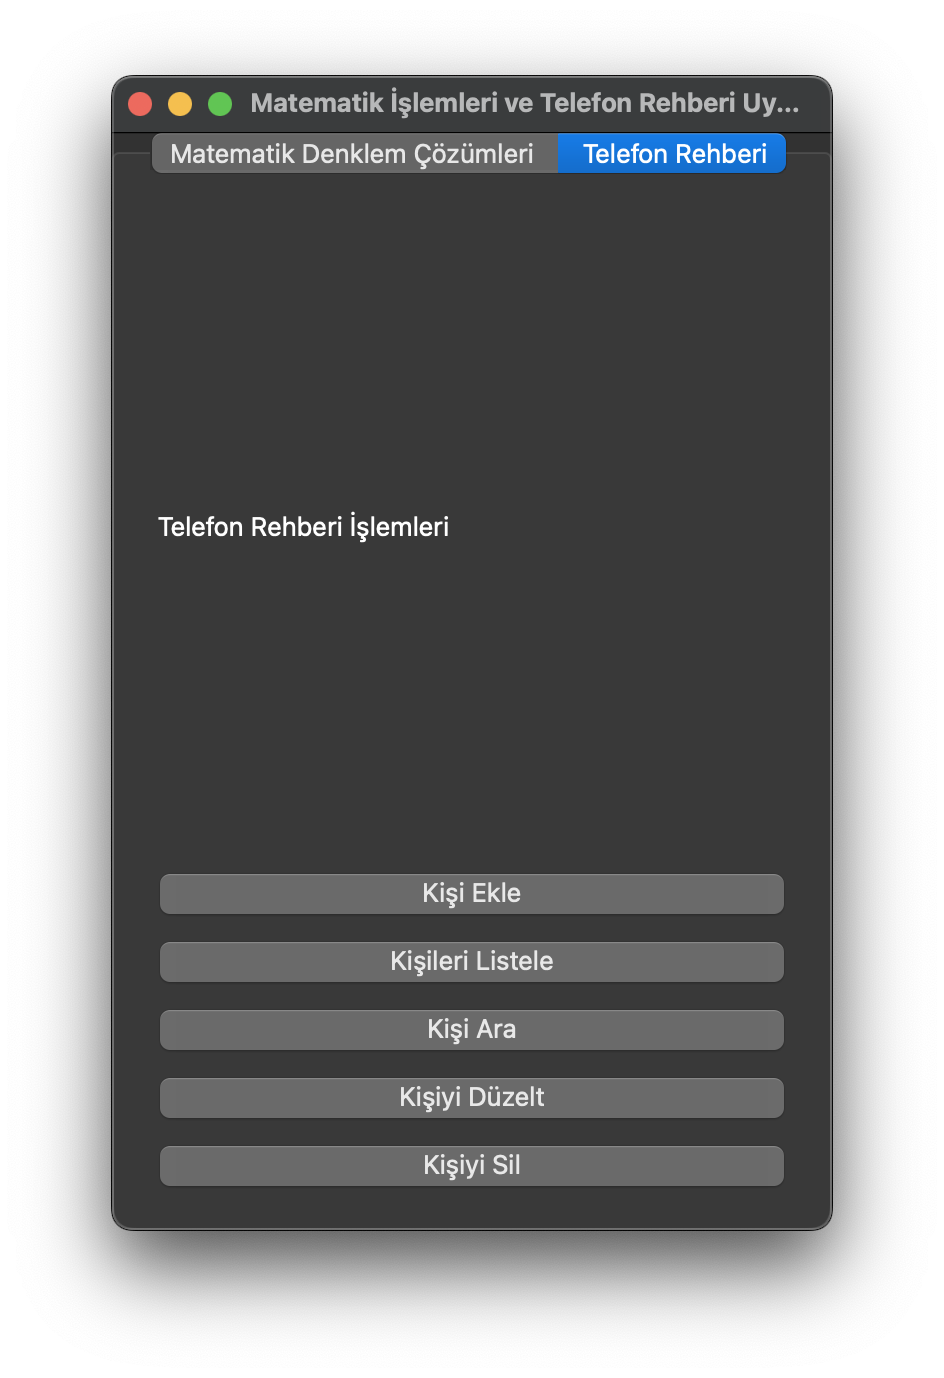 Matematik İşlemleri ve Telefon Rehberi Uy...
Matematik Denklem Çözümleri Telefon Rehberi
Telefon Rehberi İşlemleri
Kişi Ekle
Kişileri Listele
Kişi Ara
Kişiyi Düzelt
Kişiyi Sil